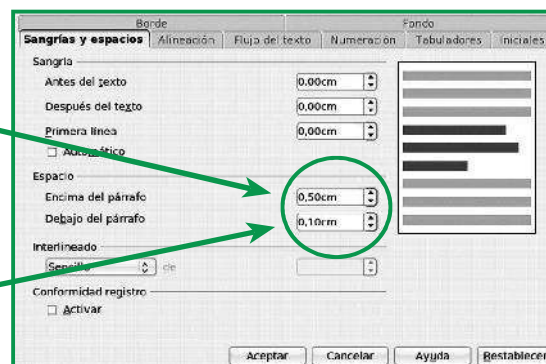 Borde Fondo
Sangrías y espacios Alineación Flujo del texto Numeración Tabuladores Iniciales
Sangría
Antes del texto 0.00cm
Después del texto 0,00cm
Primera línea 0,00cm
Automático
Espacio
Encima del párrafo 0,50cm
Debajo del párrafo 0,10cm
Interlineado
Sencillo de
Conformidad registro
Activar
Aceptar Cancelar Ayuda Restablecer